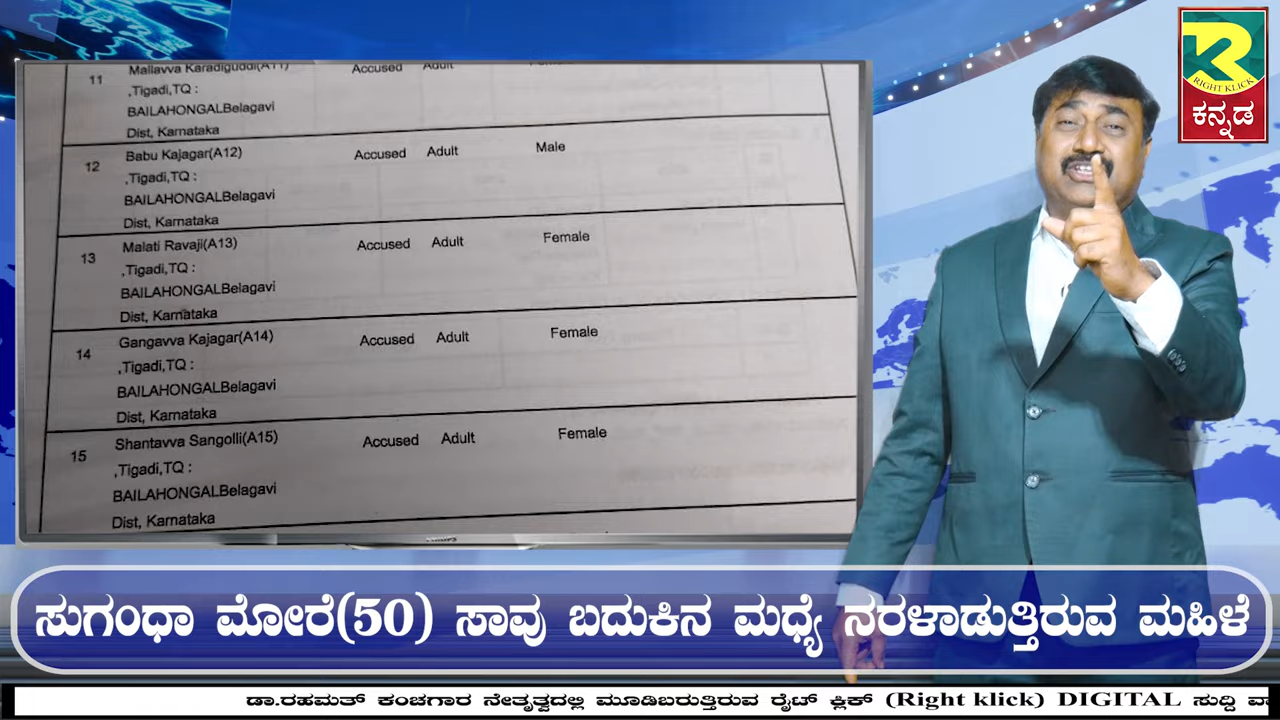 RIGHT KLICK
ಕನ್ನಡ
11 Mallavva Karadiguddi(A11) Accused Adult
,Tigadi,TQ :
BAILAHONGALBelagavi
Dist, Karnataka
12 Babu Kajagar(A12) Accused Adult Male
,Tigadi,TQ :
BAILAHONGALBelagavi
Dist, Karnataka
13 Malati Ravaji(A13) Accused Adult Female
,Tigadi,TQ :
BAILAHONGALBelagavi
Dist, Karnataka
14 Gangavva Kajagar(A14) Accused Adult Female
,Tigadi,TQ :
BAILAHONGALBelagavi
Dist, Karnataka
15 Shantavva Sangolli(A15) Accused Adult Female
,Tigadi,TQ :
BAILAHONGALBelagavi
Dist, Karnataka
PHILIPS
ಸುಗಂಧಾ ಮೋರೆ(50) ಸಾವು ಬದುಕಿನ ಮಧ್ಯೆ ನರಳಾಡುತ್ತಿರುವ ಮಹಿಳೆ
ಡಾ.ರಹಮತ್ ಕಂಚಗಾರ ನೇತೃತ್ವದಲ್ಲಿ ಮೂಡಿಬರುತ್ತಿರುವ ರೈಟ್ ಕ್ಲಿಕ್ (Right klick) DIGITAL ಸುದ್ದಿ